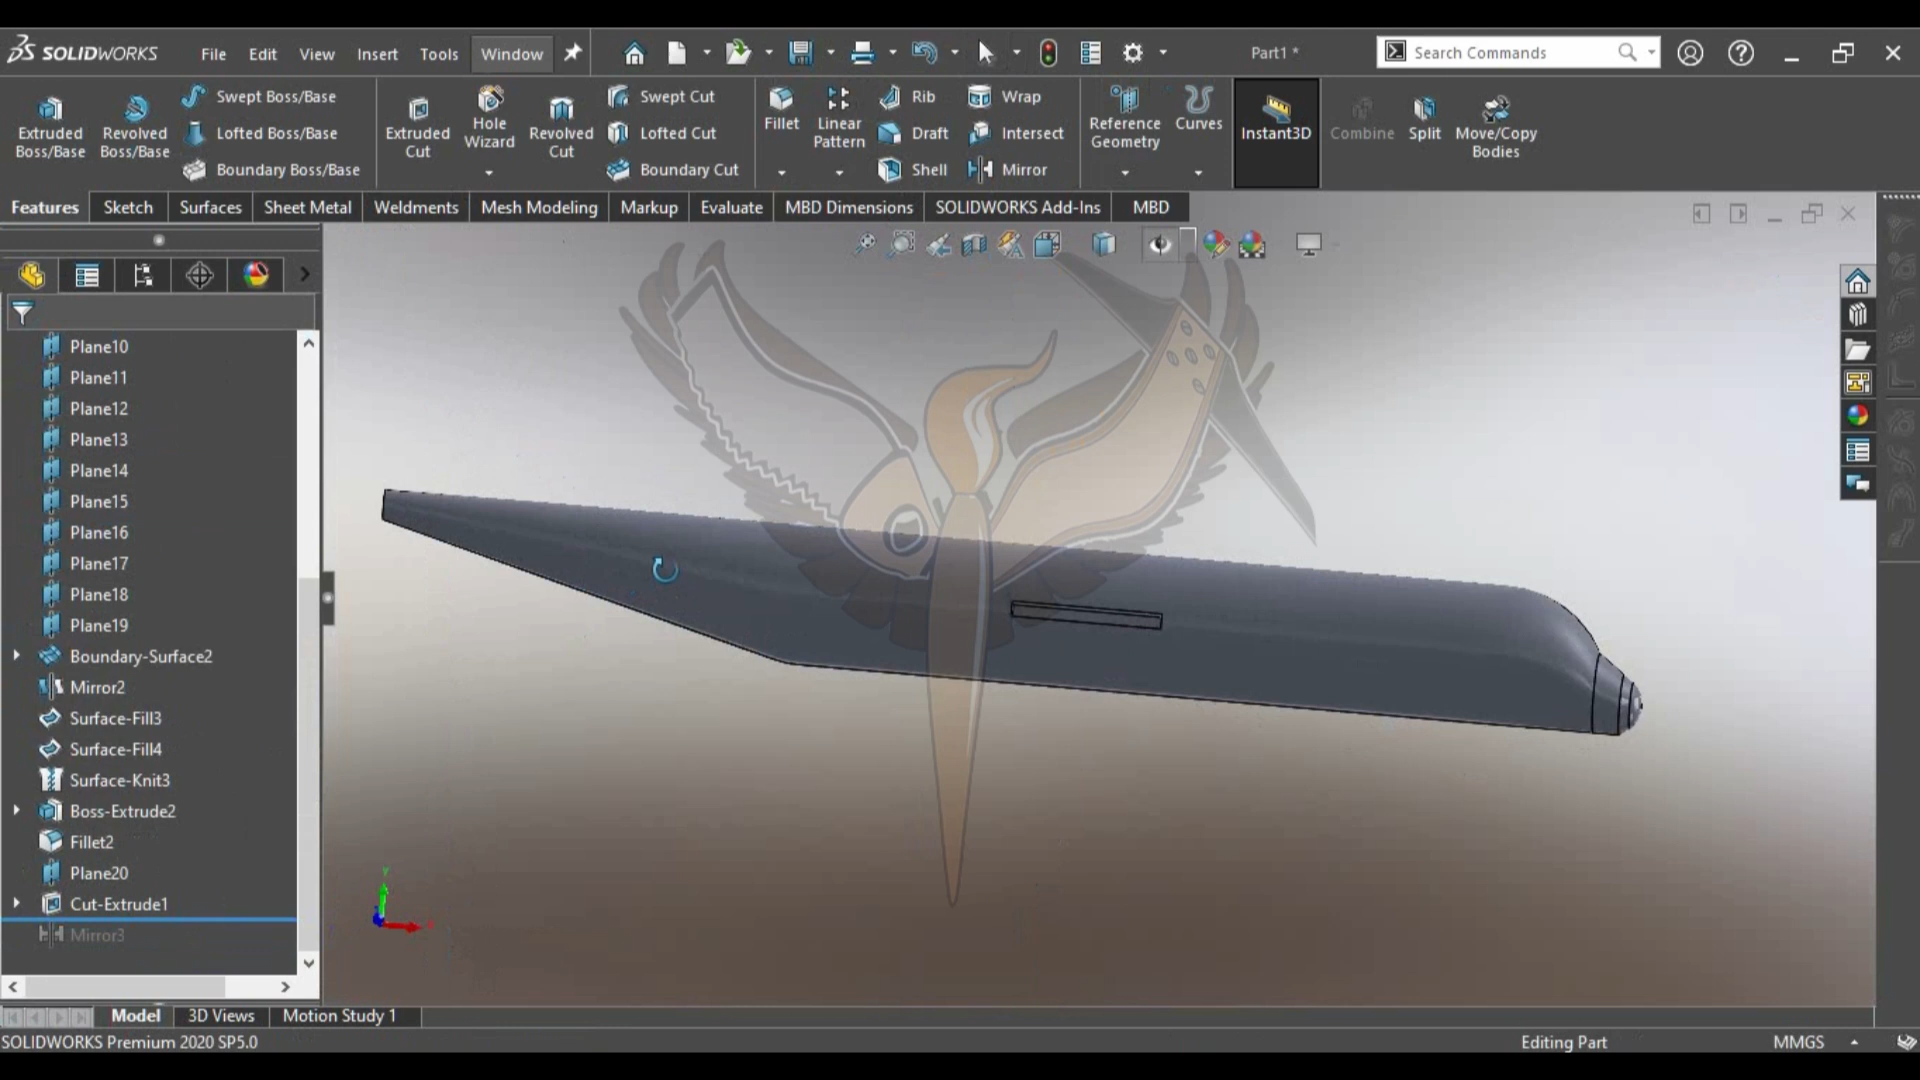 SOLIDWORKS File Edit View Insert Tools Window Part1 * Search Commands
Extruded Boss/Base
Revolved Boss/Base
Swept Boss/Base
Lofted Boss/Base
Boundary Boss/Base
Extruded Cut
Hole Wizard
Revolved Cut
Swept Cut
Lofted Cut
Boundary Cut
Fillet
Linear Pattern
Rib
Draft
Shell
Wrap
Intersect
Mirror
Reference Geometry
Curves
Instant3D
Combine
Split
Move/Copy Bodies
Features Sketch Surfaces Sheet Metal Weldments Mesh Modeling Markup Evaluate MBD Dimensions SOLIDWORKS Add-Ins MBD
Plane10
Plane11
Plane12
Plane13
Plane14
Plane15
Plane16
Plane17
Plane18
Plane19
Boundary-Surface2
Mirror2
Surface-Fill3
Surface-Fill4
Surface-Knit3
Boss-Extrude2
Fillet2
Plane20
Cut-Extrude1
Mirror3
Model 3D Views Motion Study 1
SOLIDWORKS Premium 2020 SP5.0 Editing Part MMGS